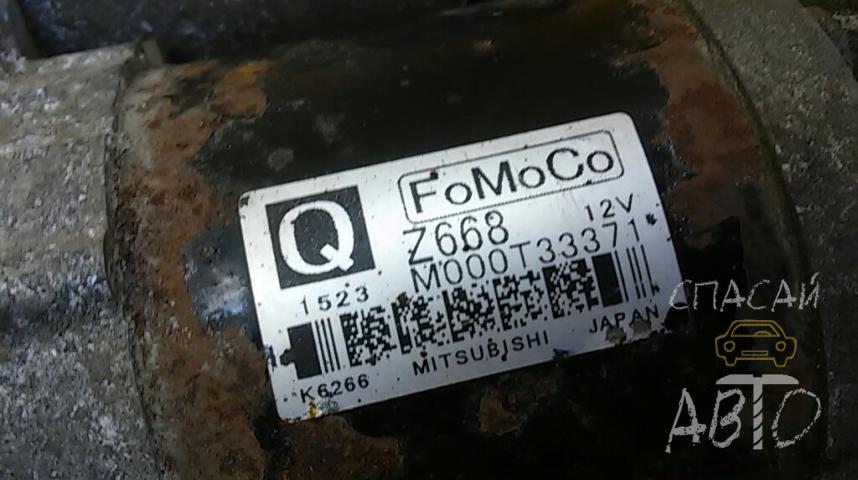 FoMoCo
Q
Z668 12V
M000T33371
1523
K6266 MITSUBISHI JAPAN
СПАСАЙ
АВТО